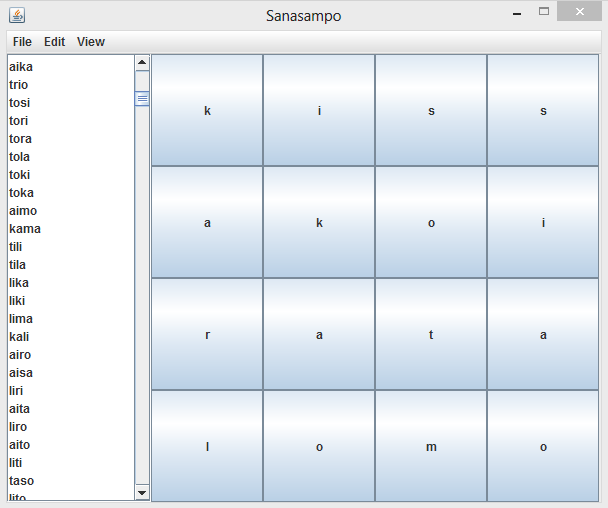 Sanasampo
File Edit View
aika
trio
tosi
tori
tora
tola
toki
toka
aimo
kama
tili
tila
lika
liki
lima
kali
airo
aisa
liri
aita
liro
aito
liti
taso
lito
k i s s
a k o i
r a t a
l o m o